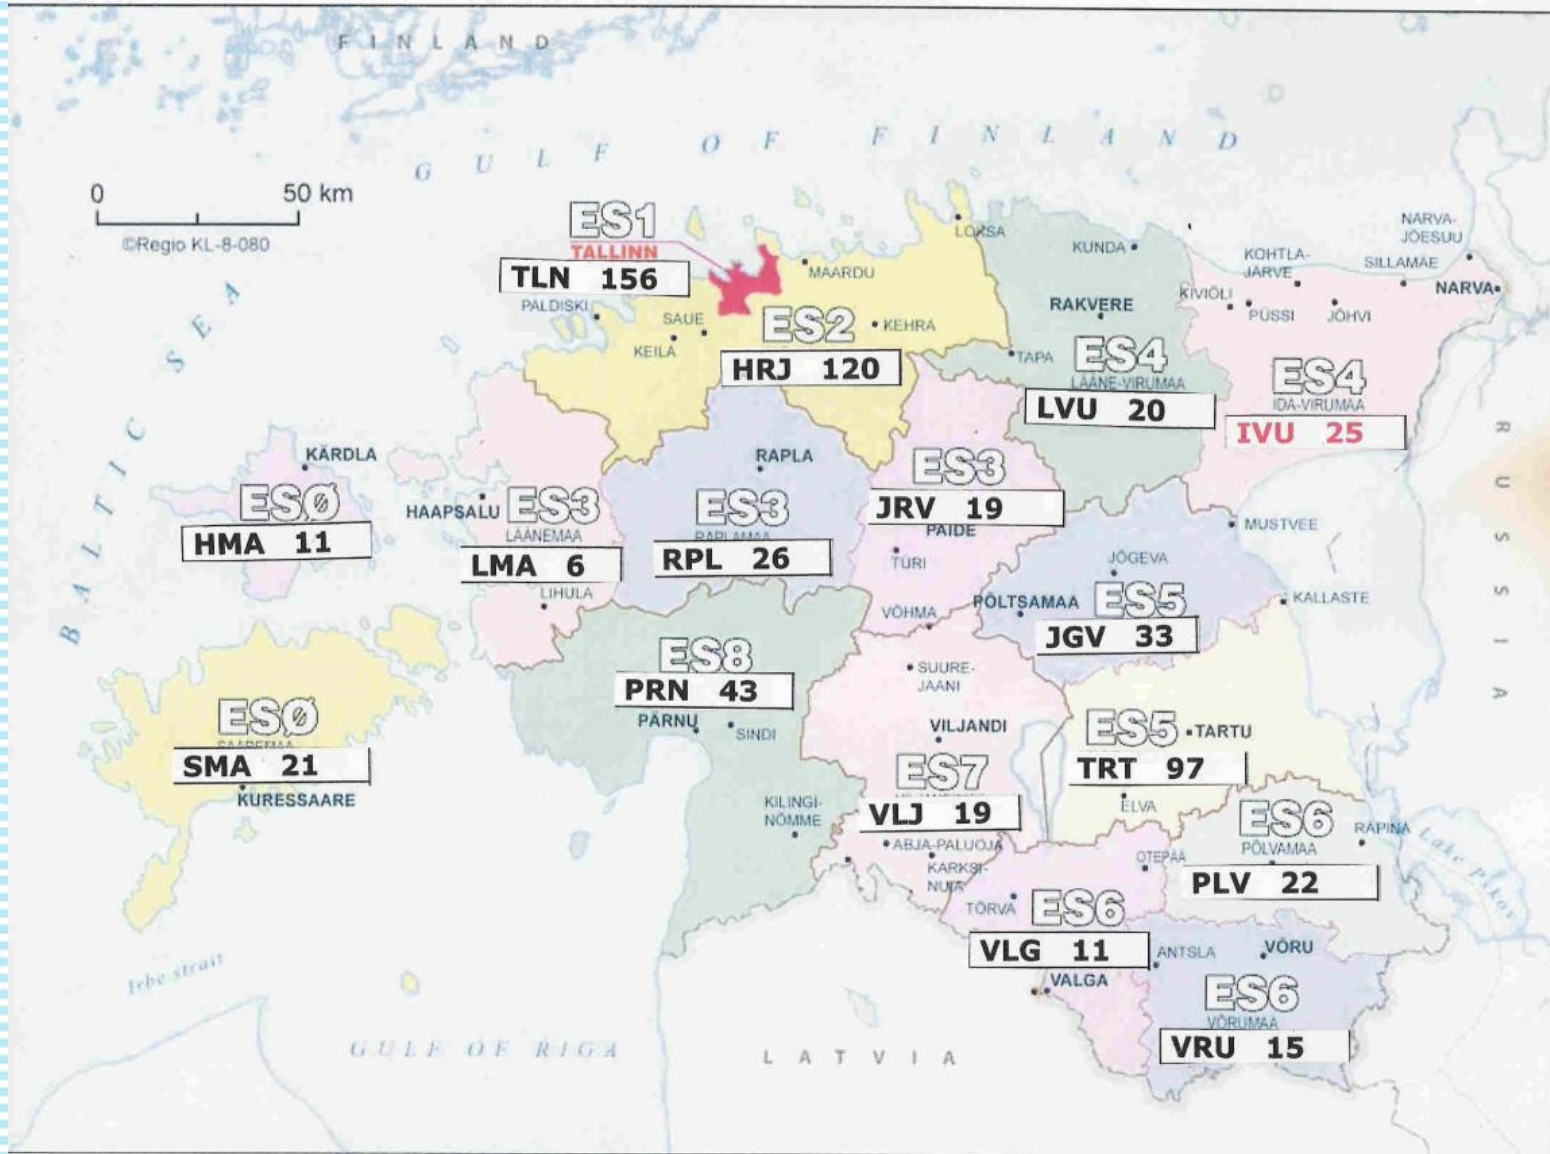 FINLAND
GULF OF FINLAND
0 50 km
©Regio KL-8-080
BALTIC SEA
ES1
TALLINN
TLN 156
PALDISKI
SAUE
KEILA
MAARDU
LOKSA
KEHRA
ES2
HRJ 120
KUNDA
RAKVERE
TAPA
ES4
LÄÄNE-VIRUMAA
LVU 20
NARVA-
JÕESUU
KOHTLA-
JÄRVE
SILLAMÄE
NARVA
KIVIÕLI
PÜSSI
JÕHVI
ES4
IDA-VIRUMAA
IVU 25
RUSSIA
KÄRDLA
ESØ
HMA 11
HAAPSALU
ES3
LÄÄNEMAA
LMA 6
LIHULA
RAPLA
ES3
RAPLAMAA
RPL 26
ES3
JRV 19
PAIDE
TÜRI
VÕHMA
MUSTVEE
JÕGEVA
PÕLTSAMAA
ES5
JGV 33
KALLASTE
ESØ
SAAREMAA
SMA 21
KURESSAARE
ES8
PRN 43
PÄRNU
SINDI
KILINGI-
NÕMME
SUURE-
JAANI
VILJANDI
ES7
VLJ 19
ABJA-PALUOJA
KARKSI-
NUIA
ES5
TARTU
TRT 97
ELVA
ES6
PÕLVAMAA
PLV 22
RÄPINA
Lake Pskov
OTEPÄÄ
TÕRVA
ES6
VLG 11
VALGA
ANTSLA
VÕRU
ES6
VÕRUMAA
VRU 15
Irbe strait
GULF OF RIGA
LATVIA